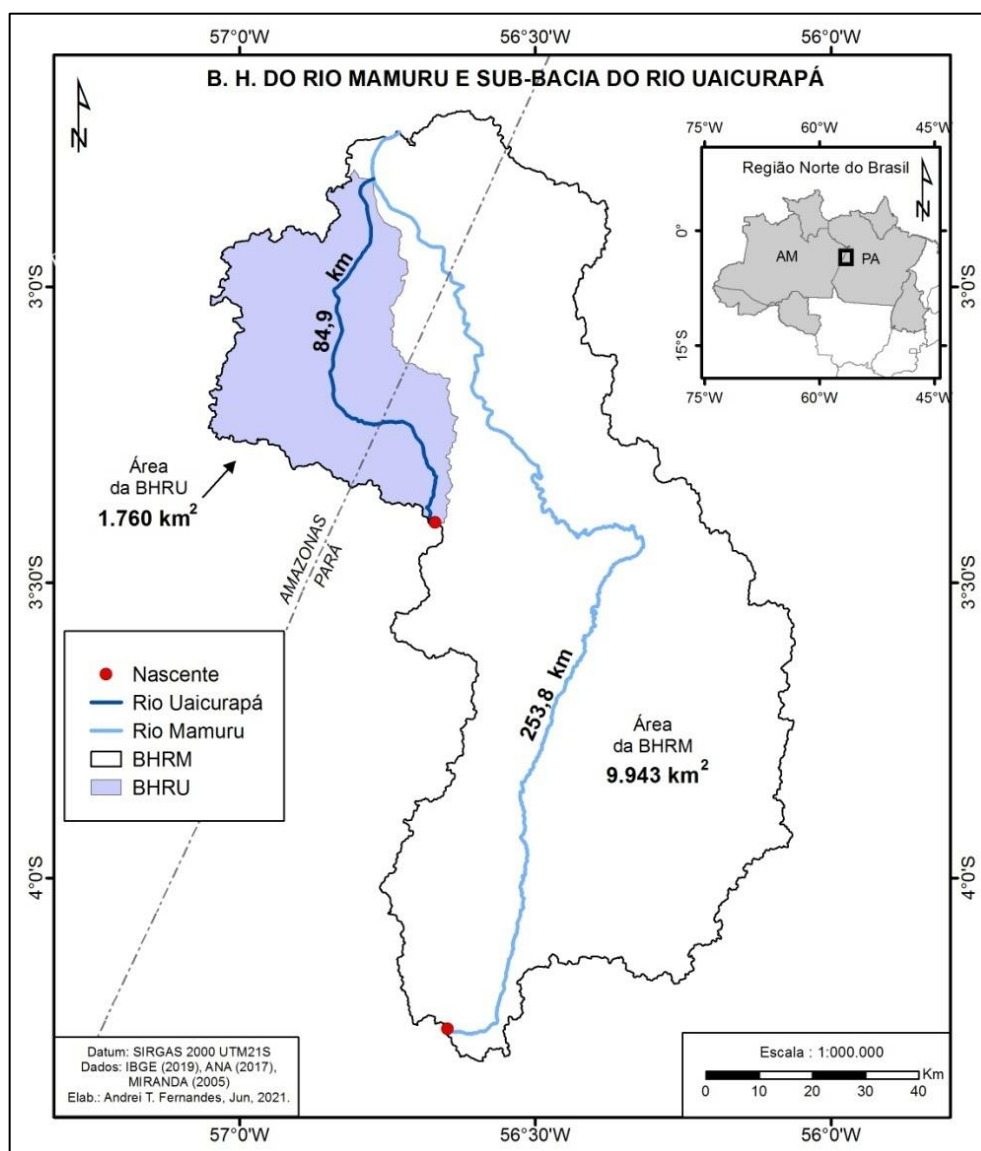 57°0'W 56°30'W 56°0'W
B. H. DO RIO MAMURU E SUB-BACIA DO RIO UAICURAPÁ
N
75°W 60°W 45°W
Região Norte do Brasil
N
0°
15°S
AM
PA
75°W 60°W 45°W
3°0'S
3°0'S
84,9 km
Área
da BHRU
1.760 km²
AMAZONAS
PARÁ
3°30'S
3°30'S
253,8 km
Área
da BHRM
9.943 km²
Nascente
Rio Uaicurapá
Rio Mamuru
BHRM
BHRU
4°0'S
4°0'S
Datum: SIRGAS 2000 UTM21S
Dados: IBGE (2019), ANA (2017),
MIRANDA (2005)
Elab.: Andrei T. Fernandes, Jun, 2021.
Escala : 1:000.000
Km
0 10 20 30 40
57°0'W 56°30'W 56°0'W